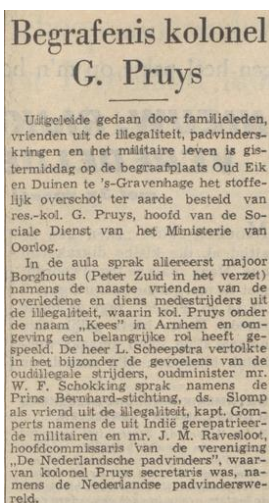 Begrafenis kolonel
G. Pruys
Uitgeleide gedaan door familieleden,
vrienden uit de illegaliteit, padvinders-
kringen en het militaire leven is gis-
termiddag op de begraafplaats Oud Eik
en Duinen te 's-Gravenhage het stoffe-
lijk overschot ter aarde besteld van
res.-kol. G. Pruys, hoofd van de So-
ciale Dienst van het Ministerie van
Oorlog.
In de aula sprak allereerst majoor
Borghouts (Peter Zuid in het verzet)
namens de naaste vrienden van de
overledene en diens medestrijders uit
de illegaliteit, waarin kol. Pruys onder
de naam „Kees" in Arnhem en om-
geving een belangrijke rol heeft ge-
speeld. De heer L. Scheepstra vertolkte
in het bijzonder de gevoelens van de
oudillegale strijders, oudminister mr.
W. F. Schokking sprak namens de
Prins Bernhard-stichting, ds. Slomp
als vriend uit de illegaliteit, kapt. Gom-
perts namens de uit Indië gerepatrieer-
de militairen en mr. J. M. Ravesloot,
hoofdcommissaris van de vereniging
„De Nederlandsche padvinders", waar-
van kolonel Pruys secretaris was, na-
mens de Nederlandse padvinderswe-
reld.